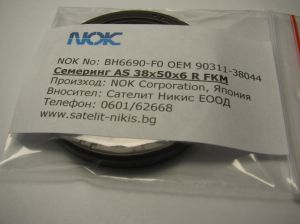 NOK
NOK No: BH6690-F0 OEM 90311-38044
Семеринг AS 38x50x6 R FKM
Произход: NOK Corporation, Япония
Вносител: Сателит Никис ЕООД
Телефон: 0601/62668
www.satelit-nikis.bg